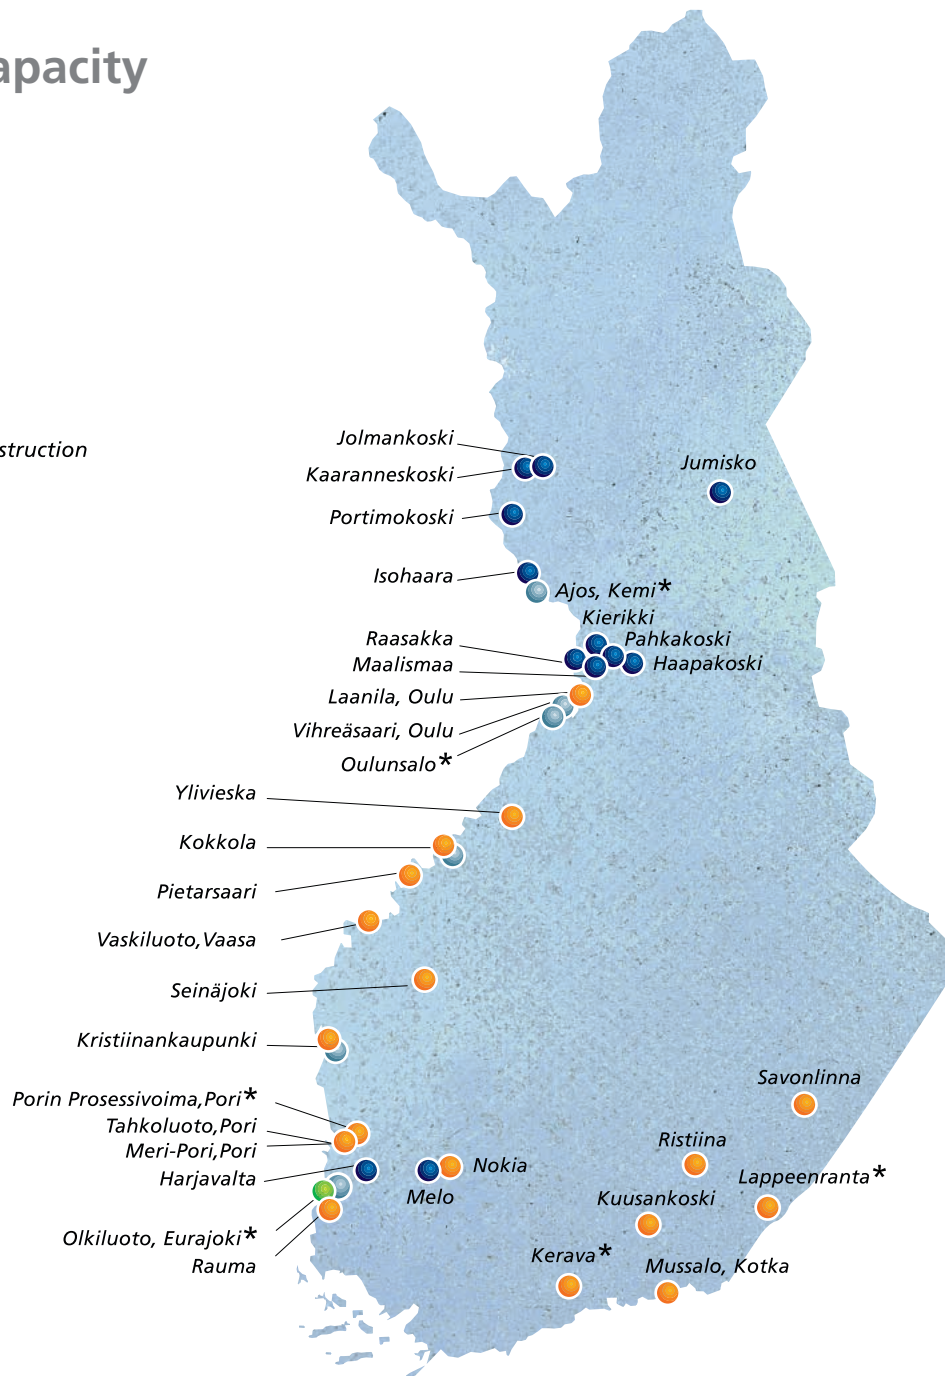 apacity
struction
Jolmankoski
Kaaranneskoski
Jumisko
Portimokoski
Isohaara
Ajos, Kemi*
Kierikki
Raasakka
Pahkakoski
Maalismaa
Haapakoski
Laanila, Oulu
Vihreäsaari, Oulu
Oulunsalo*
Ylivieska
Kokkola
Pietarsaari
Vaskiluoto,Vaasa
Seinäjoki
Kristiinankaupunki
Savonlinna
Porin Prosessivoima,Pori*
Tahkoluoto,Pori
Ristiina
Meri-Pori,Pori
Nokia
Harjavalta
Lappeenranta*
Melo
Kuusankoski
Olkiluoto, Eurajoki*
Kerava*
Rauma
Mussalo, Kotka